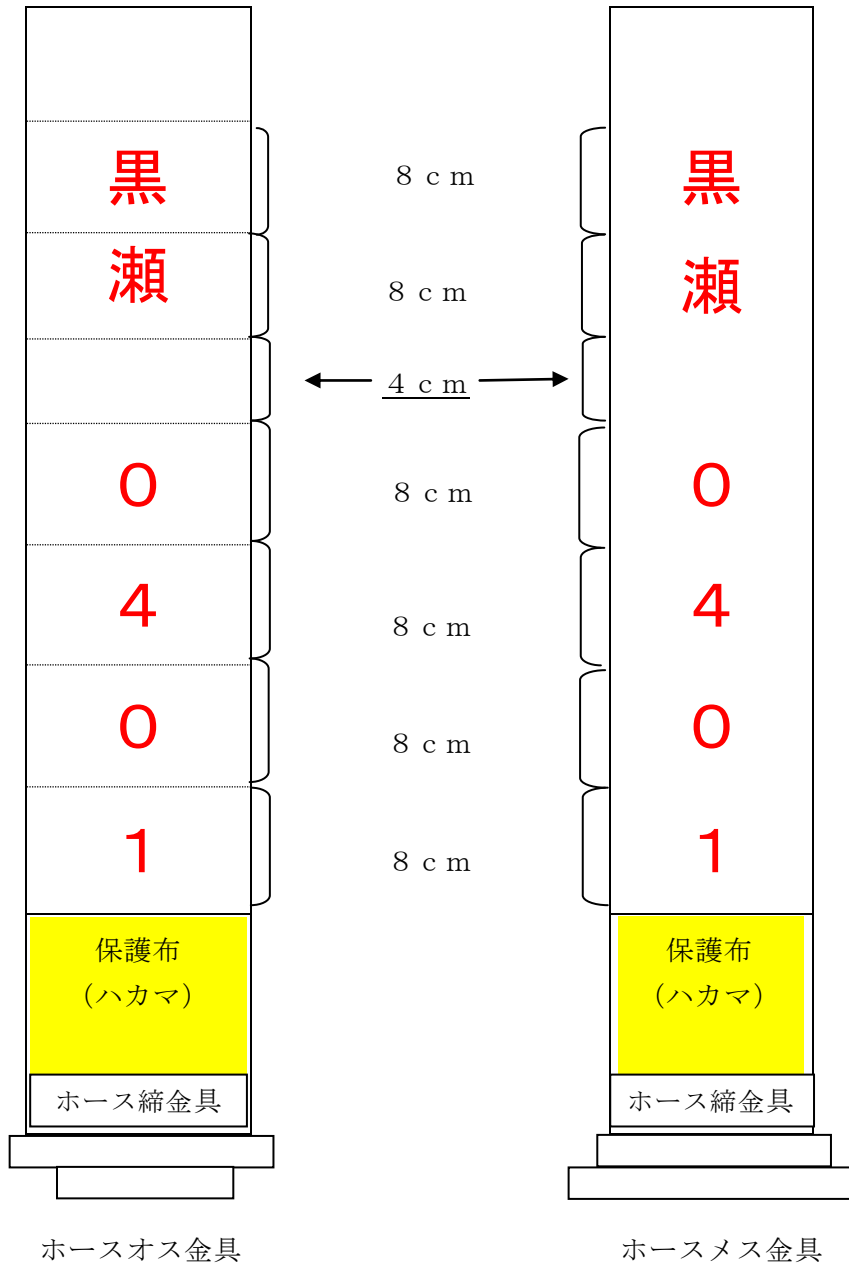 黒
瀬
０
４
０
１
保護布
（ハカマ）
ホース締金具
ホースオス金具
８ｃｍ
８ｃｍ
４ｃｍ
８ｃｍ
８ｃｍ
８ｃｍ
８ｃｍ
黒
瀬
０
４
０
１
保護布
（ハカマ）
ホース締金具
ホースメス金具